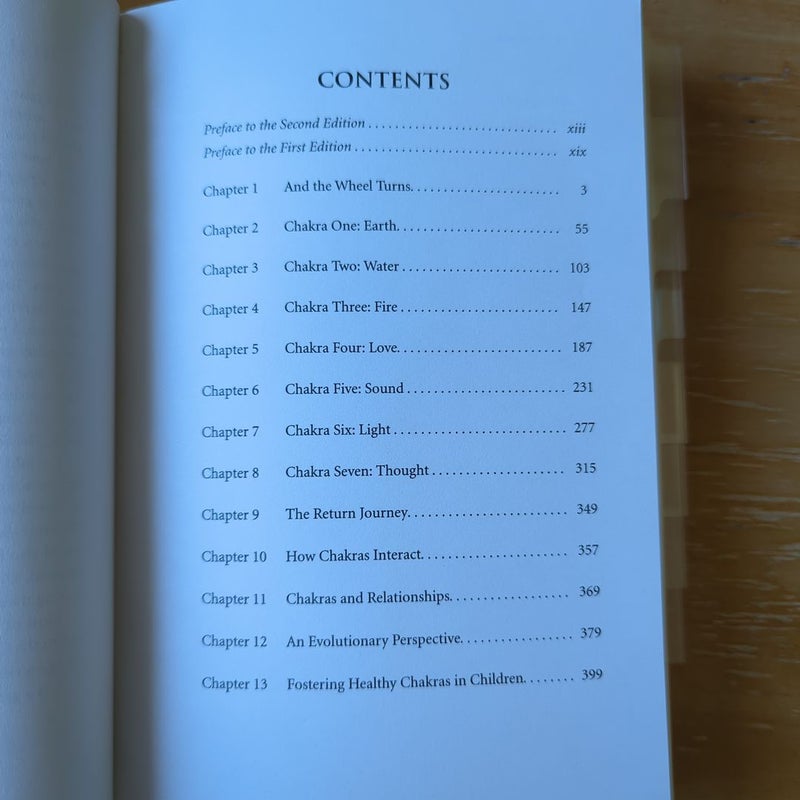 CONTENTS
Preface to the Second Edition . . . . . . . . . . . . . . . . . . . . . . . . . . . . xiii
Preface to the First Edition . . . . . . . . . . . . . . . . . . . . . . . . . . . . . . xix
Chapter 1 And the Wheel Turns. . . . . . . . . . . . . . . . . . . . . . 3
Chapter 2 Chakra One: Earth. . . . . . . . . . . . . . . . . . . . . . . . 55
Chapter 3 Chakra Two: Water . . . . . . . . . . . . . . . . . . . . . . . 103
Chapter 4 Chakra Three: Fire . . . . . . . . . . . . . . . . . . . . . . . 147
Chapter 5 Chakra Four: Love. . . . . . . . . . . . . . . . . . . . . . . . 187
Chapter 6 Chakra Five: Sound . . . . . . . . . . . . . . . . . . . . . . . 231
Chapter 7 Chakra Six: Light . . . . . . . . . . . . . . . . . . . . . . . . . 277
Chapter 8 Chakra Seven: Thought . . . . . . . . . . . . . . . . . . . . 315
Chapter 9 The Return Journey. . . . . . . . . . . . . . . . . . . . . . . 349
Chapter 10 How Chakras Interact. . . . . . . . . . . . . . . . . . . . . . 357
Chapter 11 Chakras and Relationships. . . . . . . . . . . . . . . . . . 369
Chapter 12 An Evolutionary Perspective. . . . . . . . . . . . . . . . . 379
Chapter 13 Fostering Healthy Chakras in Children. . . . . . . . 399